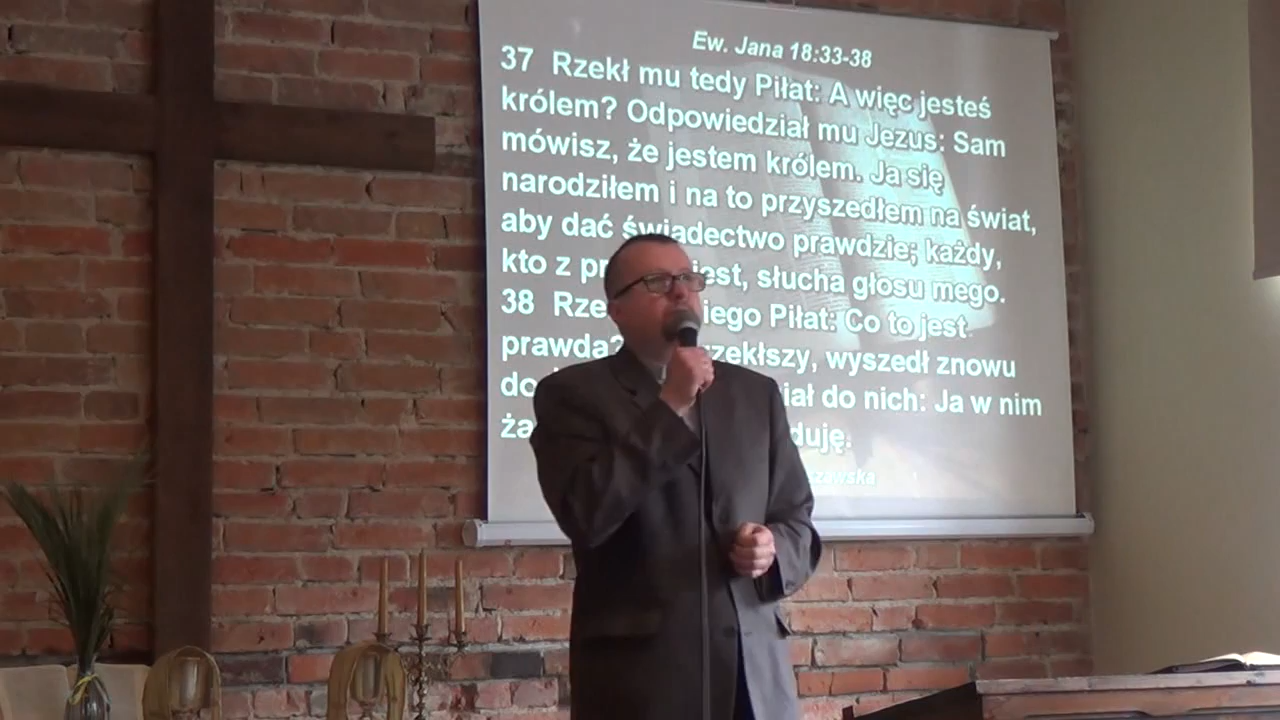 Ew. Jana 18:33-38
37 Rzekł mu tedy Piłat: A więc jesteś
królem? Odpowiedział mu Jezus: Sam
mówisz, że jestem królem. Ja się
narodziłem i na to przyszedłem na świat,
aby dać świadectwo prawdzie; każdy,
kto z jest, słucha głosu mego.
38 Piłat: Co to jest
prawda? wyszedł znowu
do nich: Ja w nim